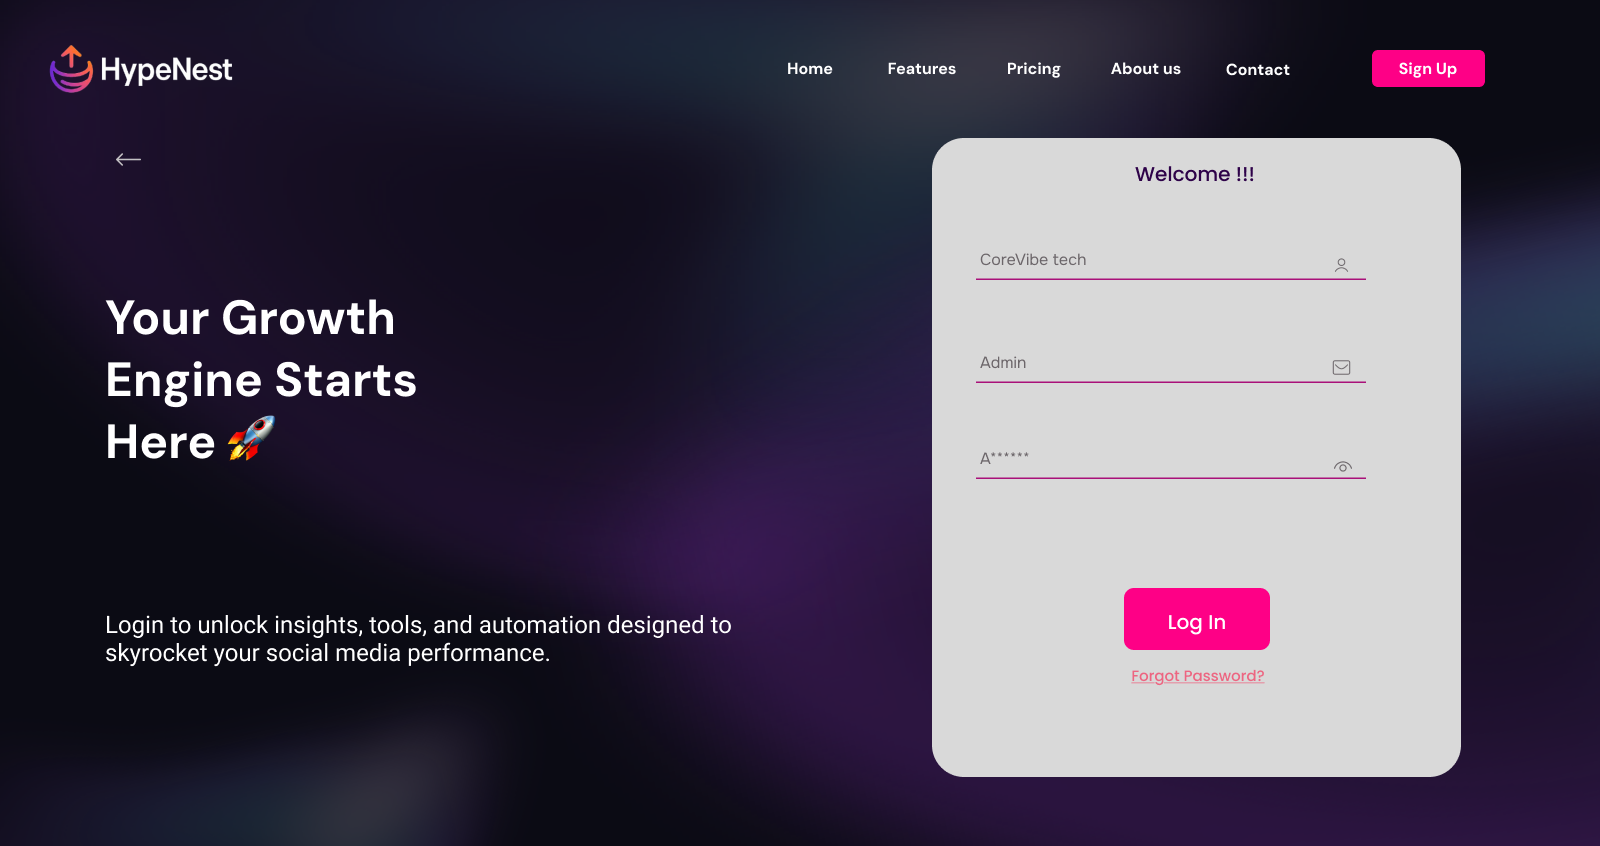 HypeNest
Home Features Pricing About us Contact Sign Up
Welcome !!!
CoreVibe tech
Admin
A******
Log In
Forgot Password?
Your Growth
Engine Starts
Here 🚀
Login to unlock insights, tools, and automation designed to
skyrocket your social media performance.